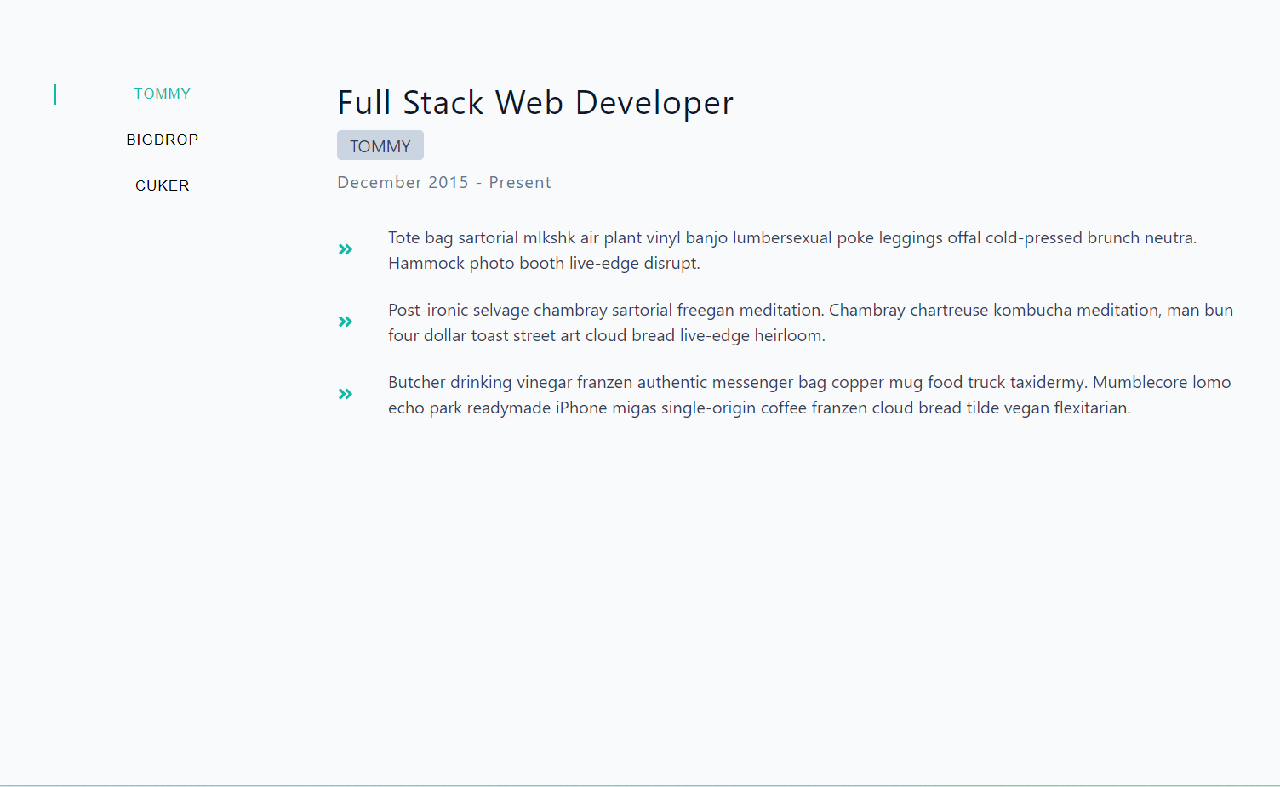 TOMMY
BIGDROP
CUKER
Full Stack Web Developer
TOMMY
December 2015 - Present
Tote bag sartorial mlkshk air plant vinyl banjo lumbersexual poke leggings offal cold-pressed brunch neutra.
Hammock photo booth live-edge disrupt.
Post-ironic selvage chambray sartorial freegan meditation. Chambray chartreuse kombucha meditation, man bun
four dollar toast street art cloud bread live-edge heirloom.
Butcher drinking vinegar franzen authentic messenger bag copper mug food truck taxidermy. Mumblecore lomo
echo park readymade iPhone migas single-origin coffee franzen cloud bread tilde vegan flexitarian.